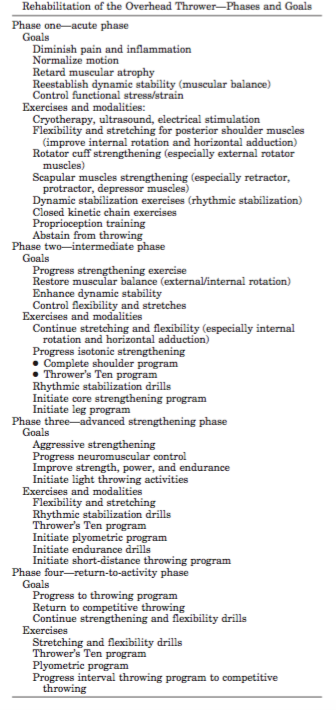 Rehabilitation of the Overhead Thrower—Phases and Goals
Phase one—acute phase
Goals
Diminish pain and inflammation
Normalize motion
Retard muscular atrophy
Reestablish dynamic stability (muscular balance)
Control functional stress/strain
Exercises and modalities:
Cryotherapy, ultrasound, electrical stimulation
Flexibility and stretching for posterior shoulder muscles
(improve internal rotation and horizontal adduction)
Rotator cuff strengthening (especially external rotator
muscles)
Scapular muscles strengthening (especially retractor,
protractor, depressor muscles)
Dynamic stabilization exercises (rhythmic stabilization)
Closed kinetic chain exercises
Proprioception training
Abstain from throwing
Phase two—intermediate phase
Goals
Progress strengthening exercise
Restore muscular balance (external/internal rotation)
Enhance dynamic stability
Control flexibility and stretches
Exercises and modalities
Continue stretching and flexibility (especially internal
rotation and horizontal adduction)
Progress isotonic strengthening
● Complete shoulder program
● Thrower's Ten program
Rhythmic stabilization drills
Initiate core strengthening program
Initiate leg program
Phase three—advanced strengthening phase
Goals
Aggressive strengthening
Progress neuromuscular control
Improve strength, power, and endurance
Initiate light throwing activities
Exercises and modalities
Flexibility and stretching
Rhythmic stabilization drills
Thrower's Ten program
Initiate plyometric program
Initiate endurance drills
Initiate short-distance throwing program
Phase four—return-to-activity phase
Goals
Progress to throwing program
Return to competitive throwing
Continue strengthening and flexibility drills
Exercises
Stretching and flexibility drills
Thrower's Ten program
Plyometric program
Progress interval throwing program to competitive
throwing